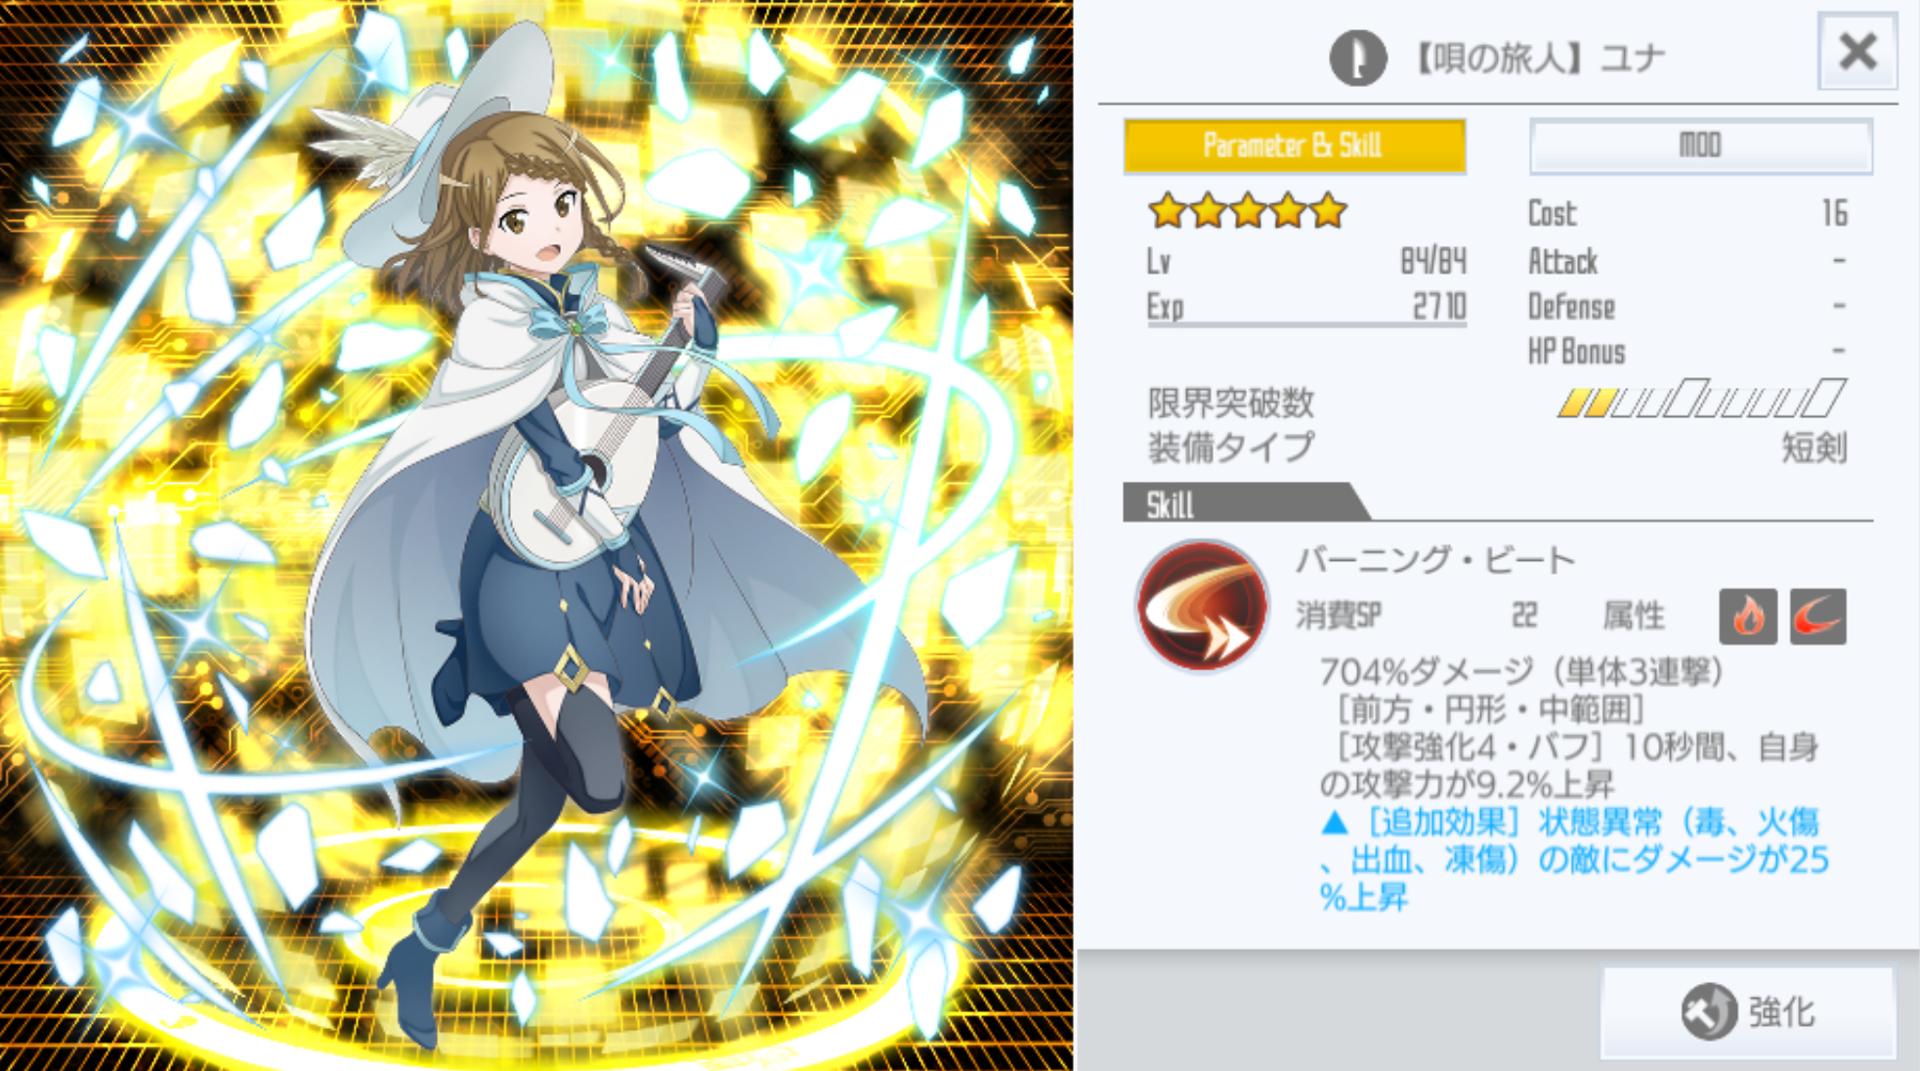 【唄の旅人】ユナ
Parameter & Skill
MOD
Lv 84/84
Exp 2710
Cost 16
Attack -
Defense -
HP Bonus -
限界突破数
装備タイプ 短剣
Skill
バーニング・ビート
消費SP 22 属性
704%ダメージ（単体3連撃）
［前方・円形・中範囲］
［攻撃強化4・バフ］10秒間、自身
の攻撃力が9.2%上昇
▲［追加効果］状態異常（毒、火傷
、出血、凍傷）の敵にダメージが25
%上昇
強化